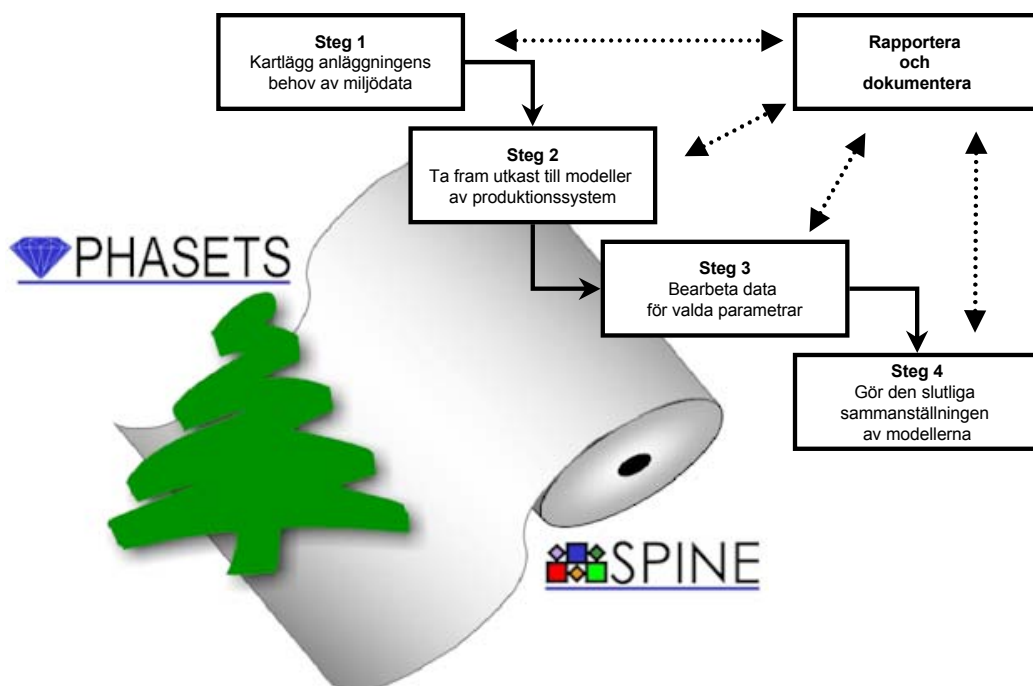 Steg 1
Kartlägg anläggningens
behov av miljödata
Rapportera
och
dokumentera
Steg 2
Ta fram utkast till modeller
av produktionssystem
PHASETS
Steg 3
Bearbeta data
för valda parametrar
Steg 4
Gör den slutliga
sammanställningen
av modellerna
SPINE